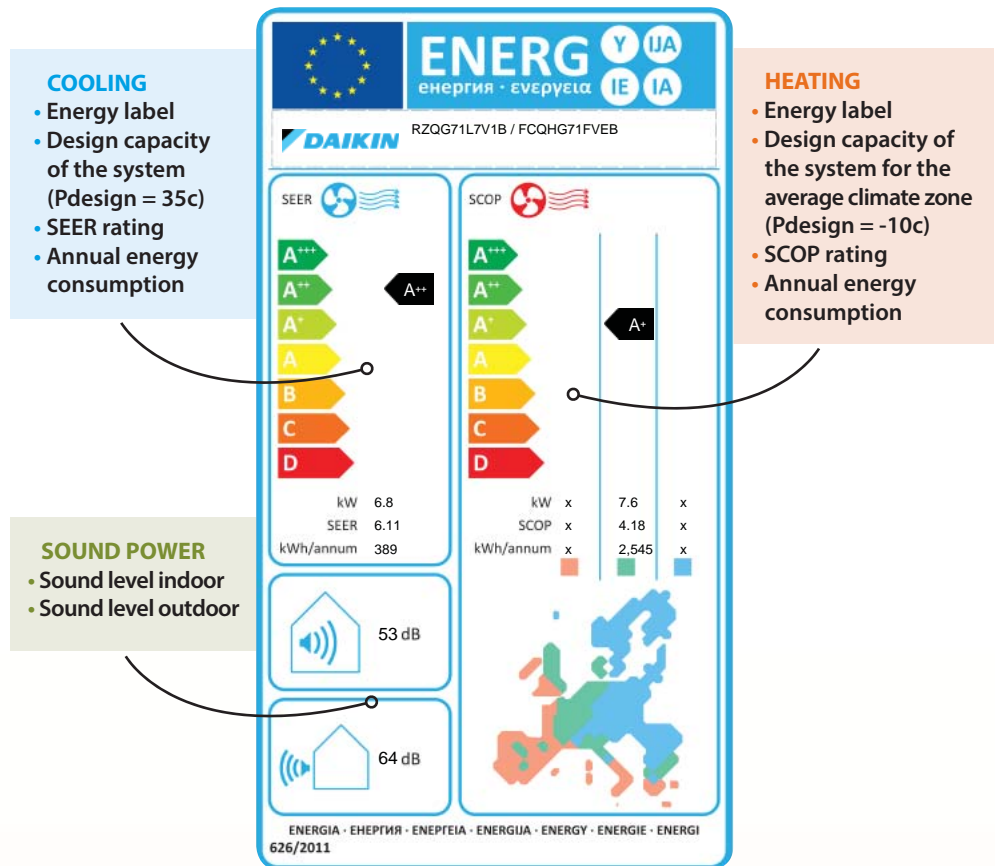 COOLING
• Energy label
• Design capacity
of the system
(Pdesign = 35c)
• SEER rating
• Annual energy
consumption
SOUND POWER
• Sound level indoor
• Sound level outdoor
ENERG
енергия · ενεργεια
Y
IJA
IE
IA
DAIKIN
RZQG71L7V1B / FCQHG71FVEB
SEER
A+++
A++
A+
A
B
C
D
A++
kW 6.8
SEER 6.11
kWh/annum 389
53 dB
64 dB
SCOP
A+++
A++
A+
A
B
C
D
A+
kW x 7.6 x
SCOP x 4.18 x
kWh/annum x 2,545 x
ENERGIA · ЕНЕРГИЯ · ΕΝΕΡΓΕΙΑ · ENERGIJA · ENERGY · ENERGIE · ENERGI
626/2011
HEATING
• Energy label
• Design capacity of
the system for the
average climate zone
(Pdesign = -10c)
• SCOP rating
• Annual energy
consumption